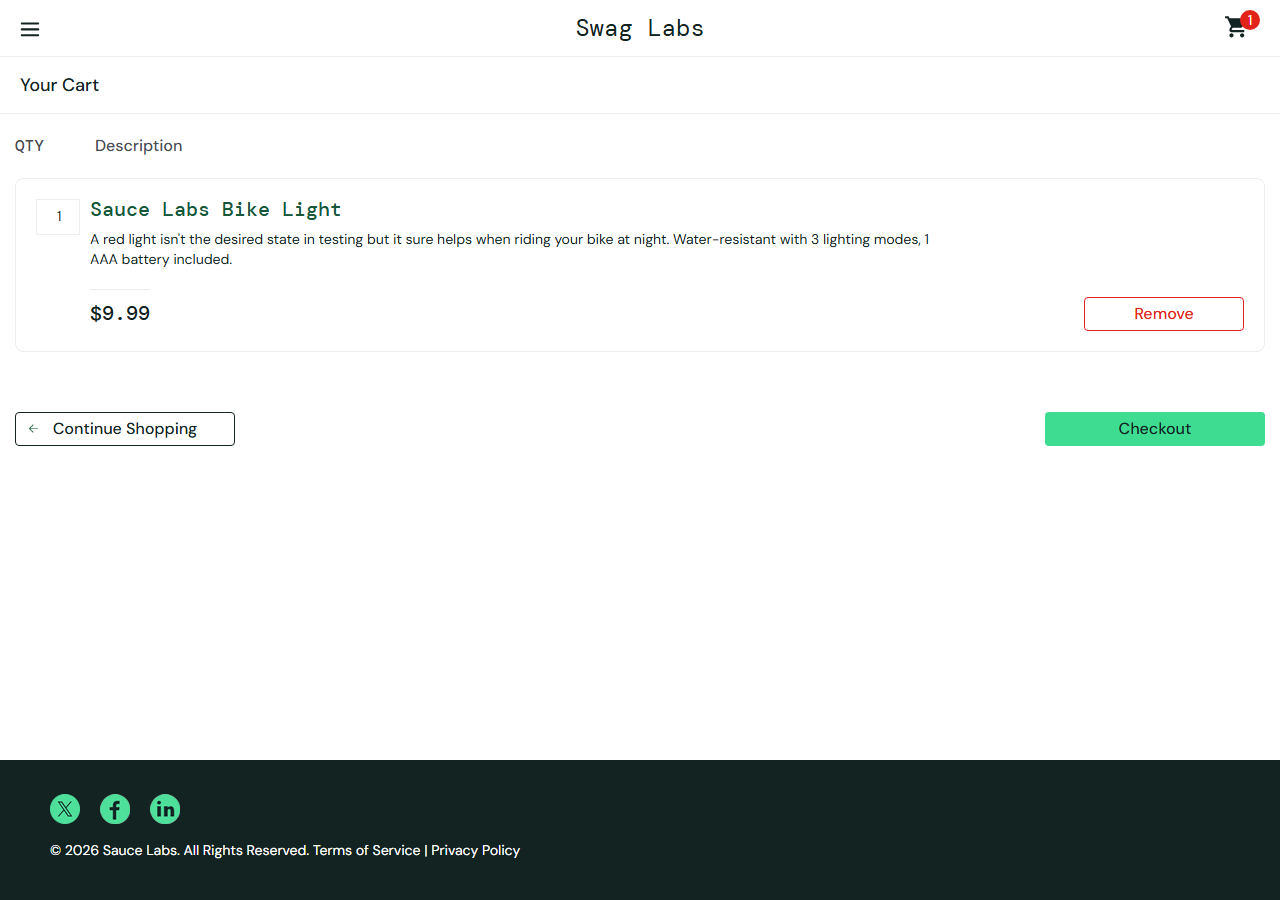 Swag Labs
1
Your Cart
QTY
Description
1
Sauce Labs Bike Light
A red light isn't the desired state in testing but it sure helps when riding your bike at night. Water-resistant with 3 lighting modes, 1
AAA battery included.
$9.99
Remove
Continue Shopping
Checkout
© 2026 Sauce Labs. All Rights Reserved. Terms of Service | Privacy Policy